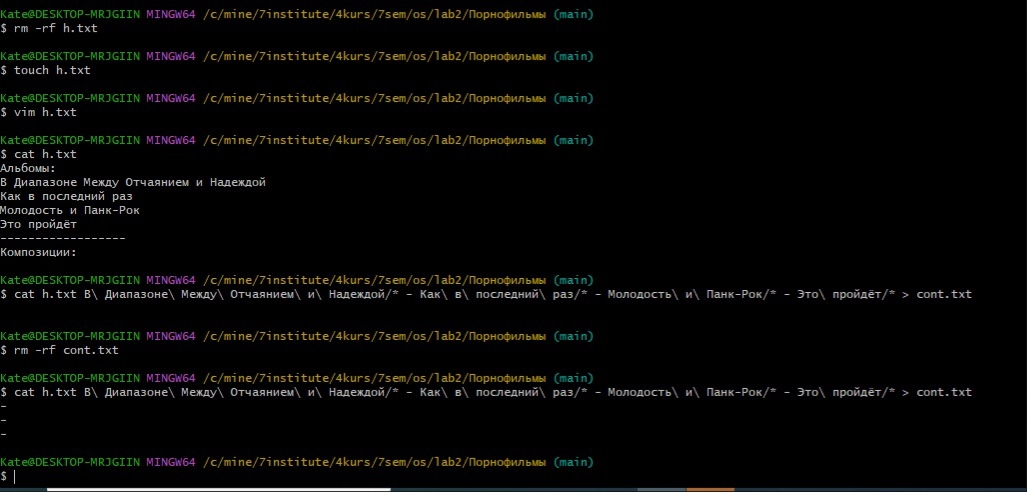 Kate@DESKTOP-MRJGIIN MINGW64 /c/mine/7institute/4kurs/7sem/os/lab2/Порнофильмы (main)
$ rm -rf h.txt
Kate@DESKTOP-MRJGIIN MINGW64 /c/mine/7institute/4kurs/7sem/os/lab2/Порнофильмы (main)
$ touch h.txt
Kate@DESKTOP-MRJGIIN MINGW64 /c/mine/7institute/4kurs/7sem/os/lab2/Порнофильмы (main)
$ vim h.txt
Kate@DESKTOP-MRJGIIN MINGW64 /c/mine/7institute/4kurs/7sem/os/lab2/Порнофильмы (main)
$ cat h.txt
Альбомы:
В Диапазоне Между Отчаянием и Надеждой
Как в последний раз
Молодость и Панк-Рок
Это пройдёт
------------------
Композиции:
Kate@DESKTOP-MRJGIIN MINGW64 /c/mine/7institute/4kurs/7sem/os/lab2/Порнофильмы (main)
$ cat h.txt В\ Диапазоне\ Между\ Отчаянием\ и\ Надеждой/* - Как\ в\ последний\ раз/* - Молодость\ и\ Панк-Рок/* - Это\ пройдёт/* > cont.txt
Kate@DESKTOP-MRJGIIN MINGW64 /c/mine/7institute/4kurs/7sem/os/lab2/Порнофильмы (main)
$ rm -rf cont.txt
Kate@DESKTOP-MRJGIIN MINGW64 /c/mine/7institute/4kurs/7sem/os/lab2/Порнофильмы (main)
$ cat h.txt В\ Диапазоне\ Между\ Отчаянием\ и\ Надеждой/* - Как\ в\ последний\ раз/* - Молодость\ и\ Панк-Рок/* - Это\ пройдёт/* > cont.txt
-
-
-
Kate@DESKTOP-MRJGIIN MINGW64 /c/mine/7institute/4kurs/7sem/os/lab2/Порнофильмы (main)
$